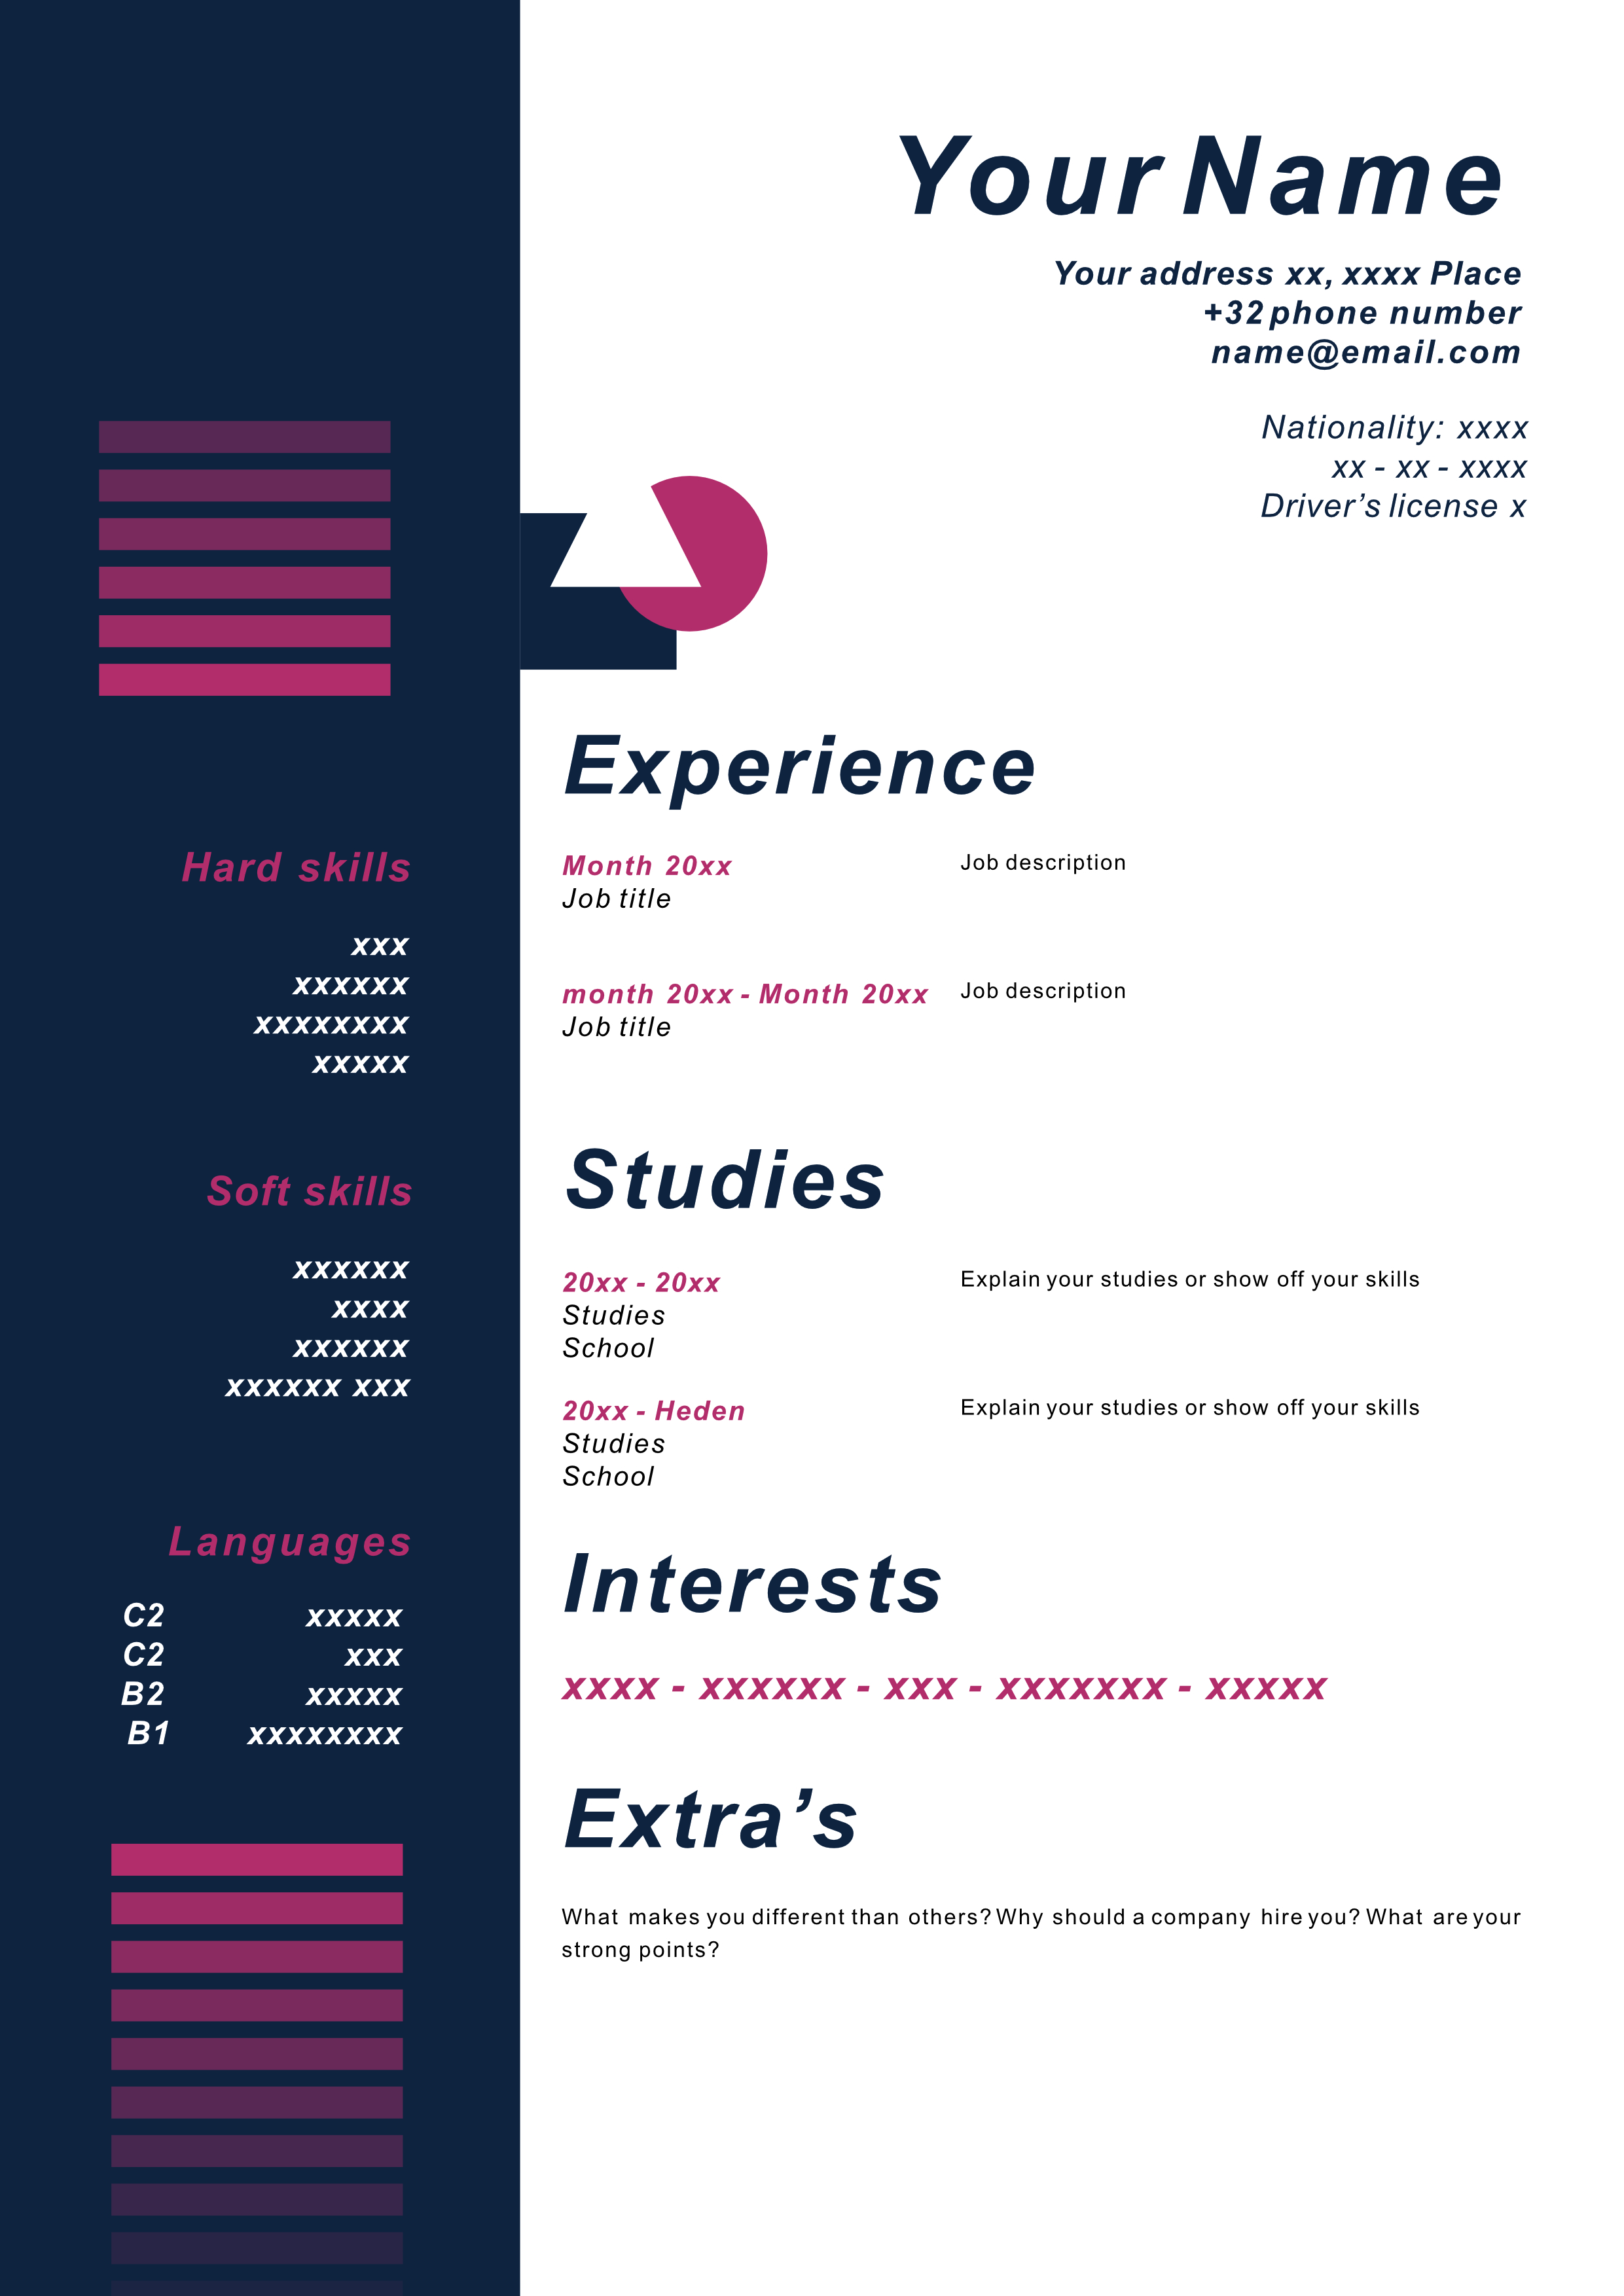 Your Name
Your address xx, xxxx Place
+32 phone number
name@email.com
Nationality: xxxx
xx - xx - xxxx
Driver’s license x
Hard skills
xxx
xxxxxx
xxxxxxxx
xxxxx
Soft skills
xxxxxx
xxxx
xxxxxx
xxxxxx xxx
Languages
C2 xxxxx
C2 xxx
B2 xxxxx
B1 xxxxxxxx
Experience
Month 20xx
Job title
Job description
month 20xx - Month 20xx
Job title
Job description
Studies
20xx - 20xx
Studies
School
Explain your studies or show off your skills
20xx - Heden
Studies
School
Explain your studies or show off your skills
Interests
xxxx - xxxxxx - xxx - xxxxxxx - xxxxx
Extra’s
What makes you different than others? Why should a company hire you? What are your
strong points?